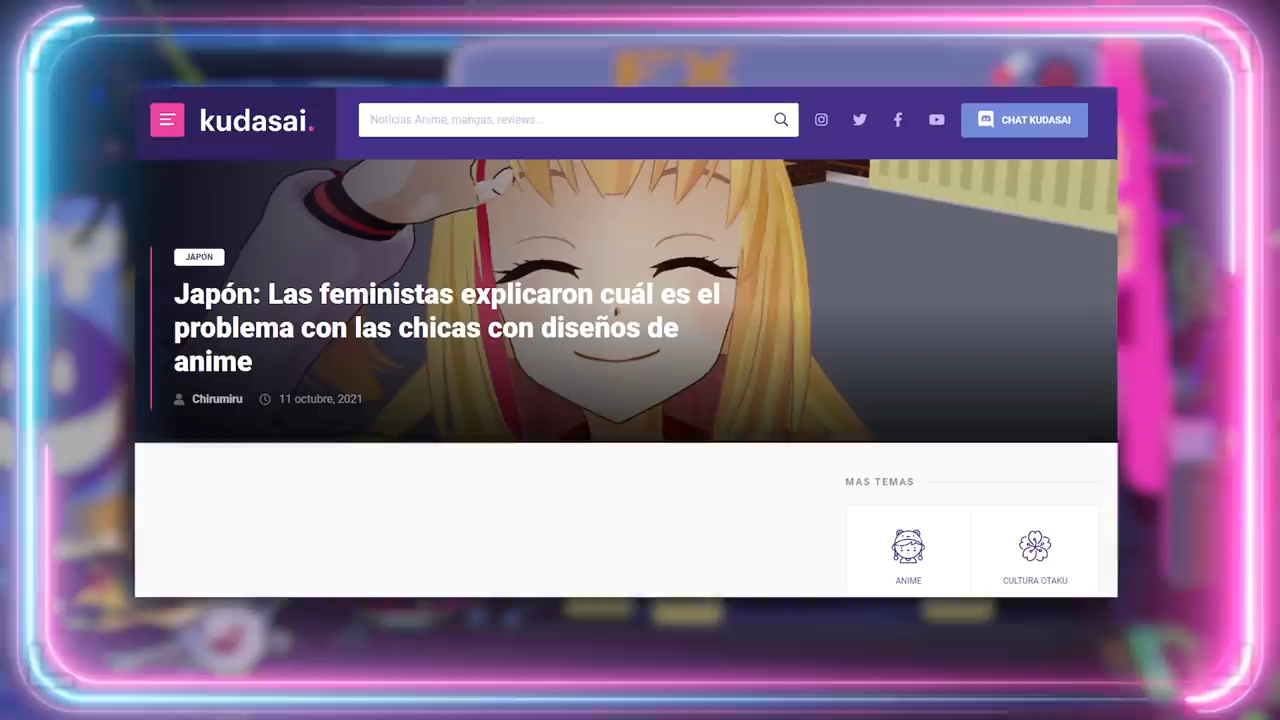 FX
kudasai.
Noticias Anime, mangas, reviews...
CHAT KUDASAI
JAPÓN
Japón: Las feministas explicaron cuál es el
problema con las chicas con diseños de
anime
Chirumiru 11 octubre, 2021
MAS TEMAS
ANIME
CULTURA OTAKU